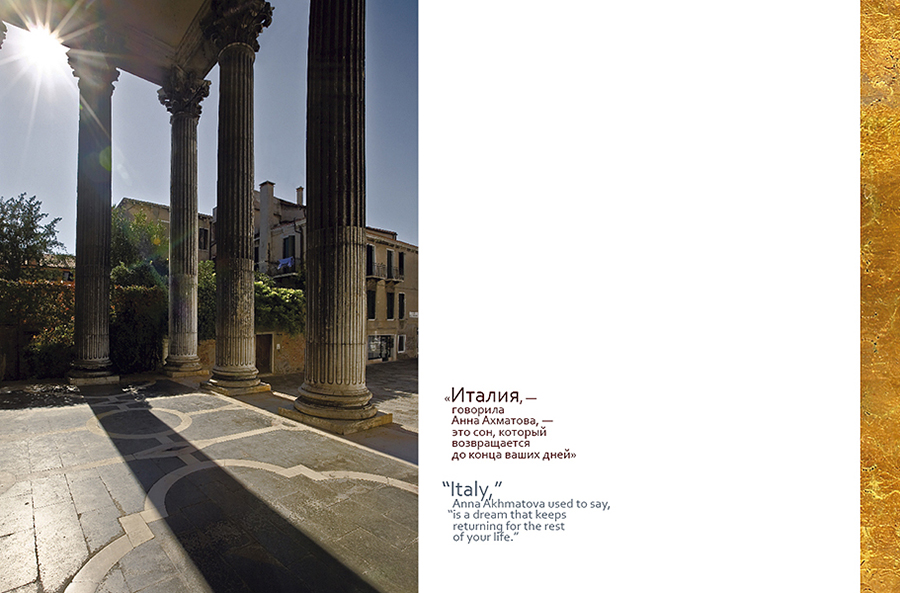 «Италия, —
говорила
Анна Ахматова, —
это сон, который
возвращается
до конца ваших дней»
“Italy,”
Anna Akhmatova used to say,
“is a dream that keeps
returning for the rest
of your life.”